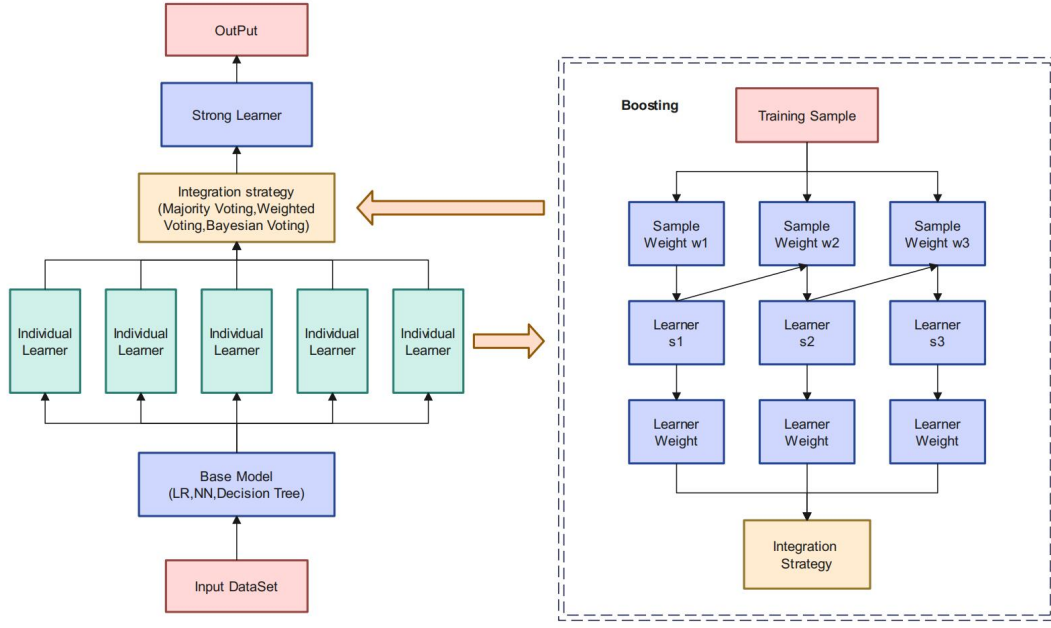 OutPut
Strong Learner
Integration strategy
(Majority Voting,Weighted
Voting,Bayesian Voting)
Individual
Learner
Individual
Learner
Individual
Learner
Individual
Learner
Individual
Learner
Base Model
(LR,NN,Decision Tree)
Input DataSet
Boosting
Training Sample
Sample
Weight w1
Sample
Weight w2
Sample
Weight w3
Learner
s1
Learner
s2
Learner
s3
Learner
Weight
Learner
Weight
Learner
Weight
Integration
Strategy